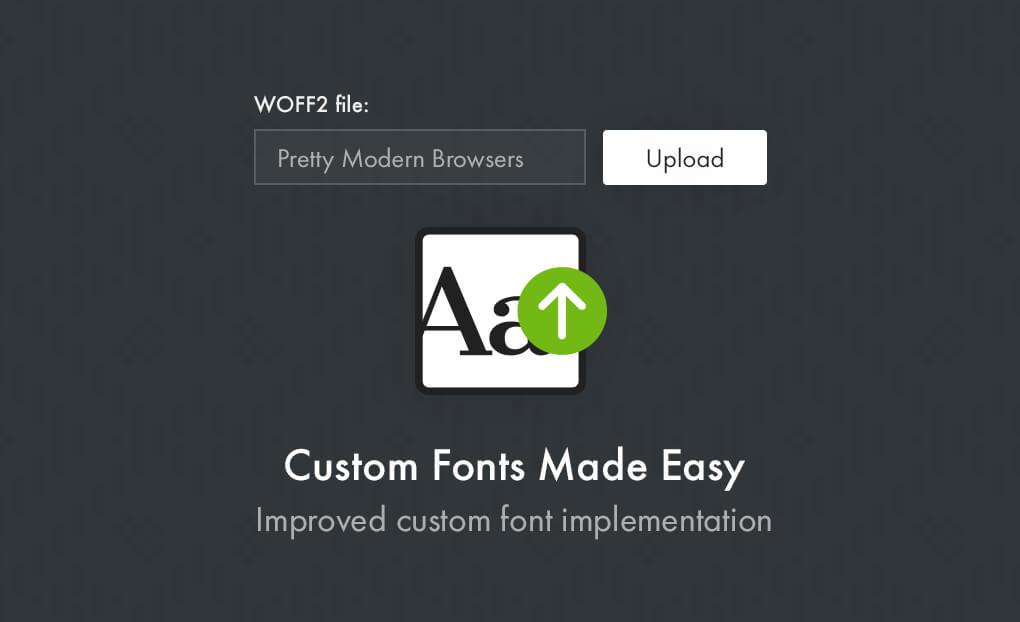 WOFF2 file:
Pretty Modern Browsers
Upload
Aa
Custom Fonts Made Easy
Improved custom font implementation